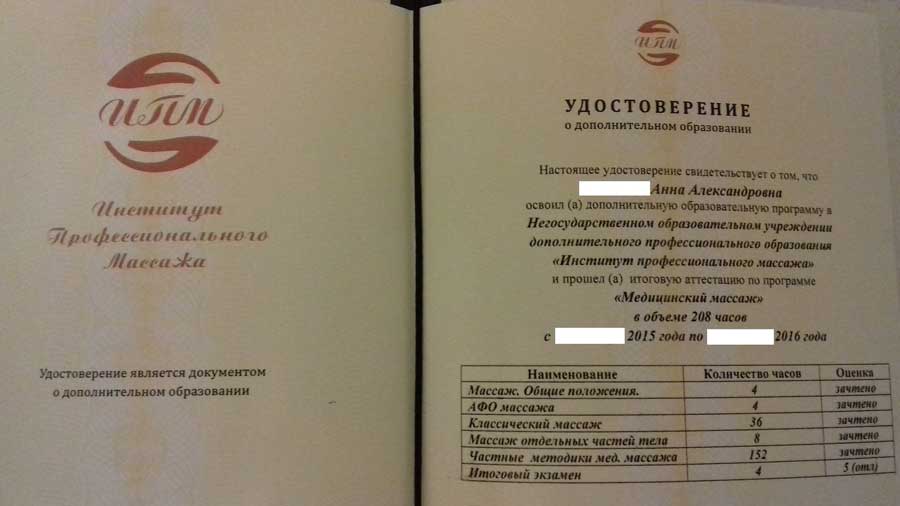 ИПМ
Институт
Профессионального
Массажа
Удостоверение является документом
о дополнительном образовании
ИПМ
УДОСТОВЕРЕНИЕ
о дополнительном образовании
Настоящее удостоверение свидетельствует о том, что
Анна Александровна
освоил (а) дополнительную образовательную программу в
Негосударственном образовательном учреждении
дополнительного профессионального образования
«Институт профессионального массажа»
и прошел (а) итоговую аттестацию по программе
«Медицинский массаж»
в объеме 208 часов
с 2015 года по 2016 года
Наименование Количество часов Оценка
Массаж. Общие положения. 4 зачтено
АФО массажа 4 зачтено
Классический массаж 36 зачтено
Массаж отдельных частей тела 8 зачтено
Частные методики мед. массажа 152 зачтено
Итоговый экзамен 4 5 (отл)